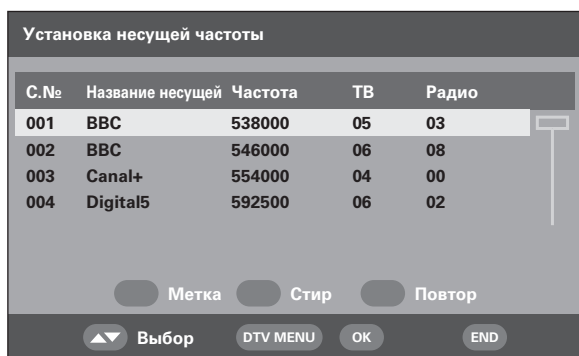 Установка несущей частоты
С.№ Название несущей Частота ТВ Радио
001 BBC 538000 05 03
002 BBC 546000 06 08
003 Canal+ 554000 04 00
004 Digital5 592500 06 02
Метка Стир Повтор
Выбор DTV MENU OK END